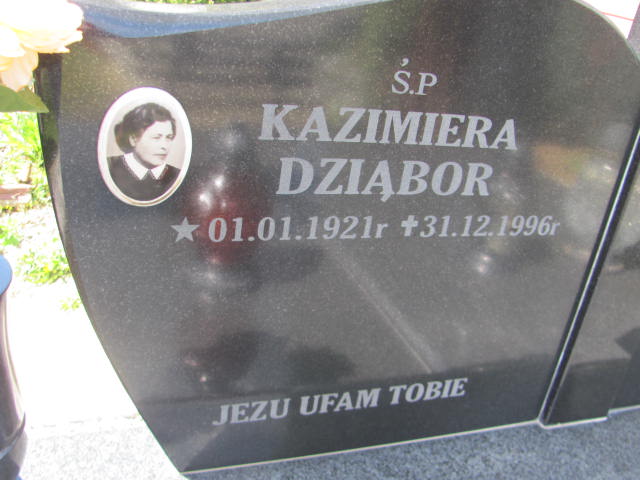 Ś.P
KAZIMIERA
DZIĄBOR
★ 01.01.1921r ✝31.12.1996r
JEZU UFAM TOBIE